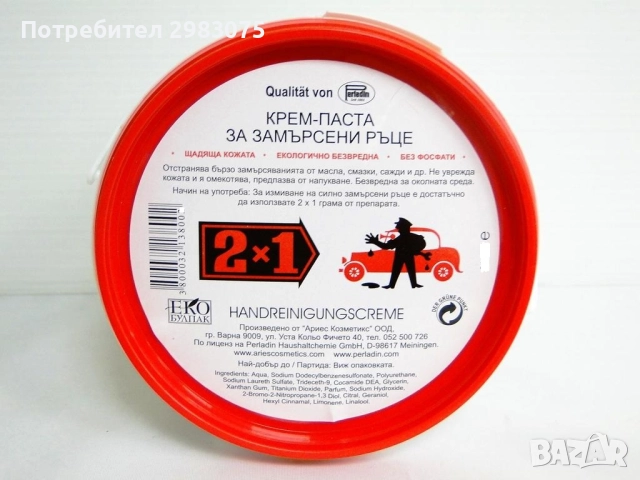 Потребител 2983075
Qualität von Perladin
КРЕМ-ПАСТА
ЗА ЗАМЪРСЕНИ РЪЦЕ
• ЩАДЯЩА КОЖАТА • ЕКОЛОГИЧНО БЕЗВРЕДНА • БЕЗ ФОСФАТИ •
Отстранява бързо замърсяванията от масла, смазки, сажди и др. Не уврежда
кожата и я омекотява, предпазва от напукване. Безвредна за околната среда.
Начин на употреба: За измиване на силно замърсени ръце е достатъчно
да използвате 2 x 1 грама от препарата.
3800032138007
2×1
e
ЕКО
БУЛПАК
HANDREINIGUNGSCREME
DER GRÜNE PUNKT
Произведено от "Ариес Козметикс" ООД,
гр. Варна 9009, ул. Уста Кольо Фичето 40, тел. 052 500 726
По лиценз на Perladin Haushaltchemie GmbH, D-98617 Meiningen.
www.ariescosmetics.com www.perladin.com
Най-добър до / Партида: Виж опаковката.
Ingredients: Aqua, Sodium Dodecylbenzenesulfonate, Polyurethane,
Sodium Laureth Sulfate, Trideceth-9, Cocamide DEA, Glycerin,
Xanthan Gum, Titanium Dioxide, Parfum, Sodium Hydroxide,
2-Bromo-2-Nitropropane-1,3 Diol, Citral, Geraniol,
Hexyl Cinnamal, Limonene, Linalool.
BAZAR